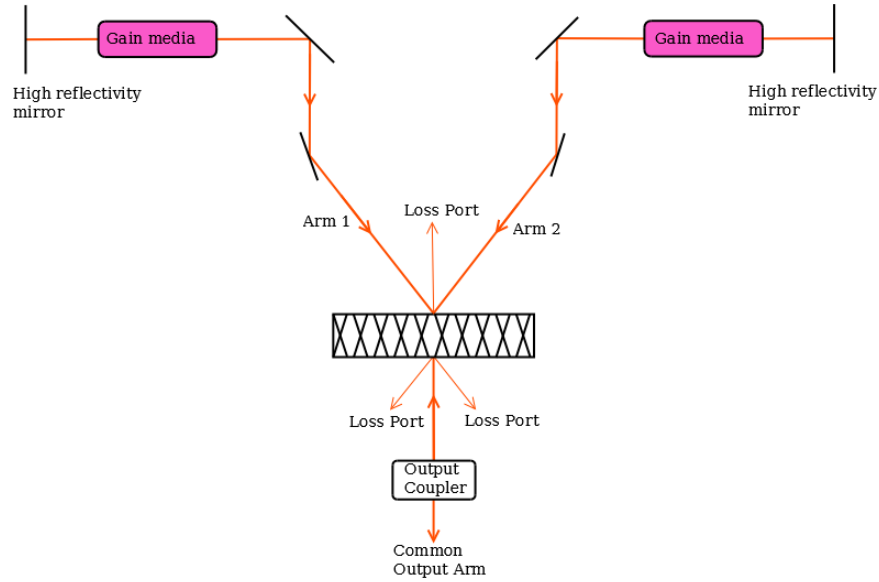 Gain media
Gain media
High reflectivity
mirror
High reflectivity
mirror
Loss Port
Arm 1
Arm 2
Loss Port
Loss Port
Output
Coupler
Common
Output Arm